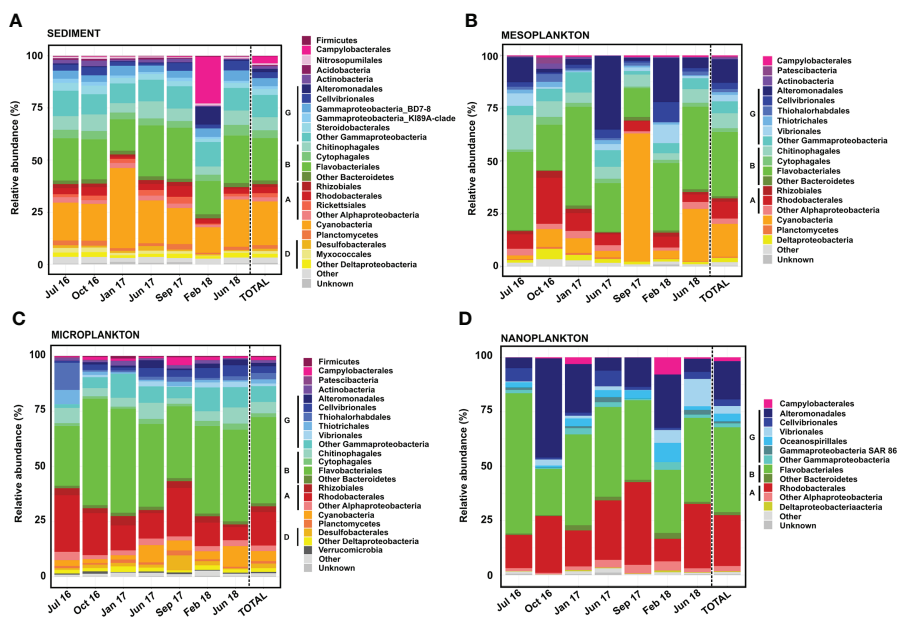 A
SEDIMENT
Relative abundance (%)
100
75
50
25
0
Jul 16
Oct 16
Jan 17
Jun 17
Sep 17
Feb 18
Jun 18
TOTAL
Firmicutes
Campylobacterales
Nitrosopumilales
Acidobacteria
Actinobacteria
Alteromonadales
Cellvibrionales
Gammaproteobacteria_BD7-8
Gammaproteobacteria_KI89A-clade
Steroidobacterales
Other Gammaproteobacteria
Chitinophagales
Cytophagales
Flavobacteriales
Other Bacteroidetes
Rhizobiales
Rhodobacterales
Rickettsiales
Other Alphaproteobacteria
Cyanobacteria
Planctomycetes
Desulfobacterales
Myxococcales
Other Deltaproteobacteria
Other
Unknown
G
B
A
D
B
MESOPLANKTON
Relative abundance (%)
100
75
50
25
0
Jul 16
Oct 16
Jan 17
Jun 17
Sep 17
Feb 18
Jun 18
TOTAL
Campylobacterales
Patescibacteria
Actinobacteria
Alteromonadales
Cellvibrionales
Thiohalorhabdales
Thiotrichales
Vibrionales
Other Gammaproteobacteria
Chitinophagales
Cytophagales
Flavobacteriales
Other Bacteroidetes
Rhizobiales
Rhodobacterales
Other Alphaproteobacteria
Cyanobacteria
Planctomycetes
Deltaproteobacteria
Other
Unknown
G
B
A
C
MICROPLANKTON
Relative abundance (%)
100
75
50
25
0
Jul 16
Oct 16
Jan 17
Jun 17
Sep 17
Feb 18
Jun 18
TOTAL
Firmicutes
Campylobacterales
Patescibacteria
Actinobacteria
Alteromonadales
Cellvibrionales
Thiohalorhabdales
Thiotrichales
Vibrionales
Other Gammaproteobacteria
Chitinophagales
Cytophagales
Flavobacteriales
Other Bacteroidetes
Rhizobiales
Rhodobacterales
Other Alphaproteobacteria
Cyanobacteria
Planctomycetes
Desulfobacterales
Other Deltaproteobacteria
Verrucomicrobia
Other
Unknown
G
B
A
D
D
NANOPLANKTON
Relative abundance (%)
100
75
50
25
0
Jul 16
Oct 16
Jan 17
Jun 17
Sep 17
Feb 18
Jun 18
TOTAL
Campylobacterales
Alteromonadales
Cellvibrionales
Vibrionales
Oceanospirillales
Gammaproteobacteria SAR 86
Other Gammaproteobacteria
Flavobacteriales
Other Bacteroidetes
Rhodobacterales
Other Alphaproteobacteria
Deltaproteobacteriaacteria
Other
Unknown
G
B
A